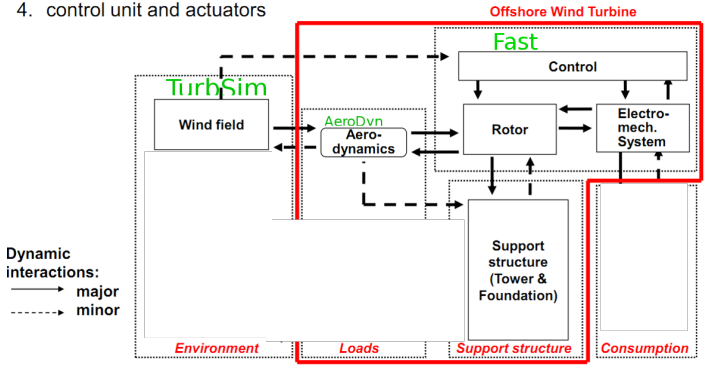 4. control unit and actuators
Offshore Wind Turbine
Fast
Control
TurbSim
Wind field
AeroDyn
Aero-
dynamics
Rotor
Electro-
mech.
System
Support
structure
(Tower &
Foundation)
Dynamic
interactions:
major
minor
Environment
Loads
Support structure
Consumption